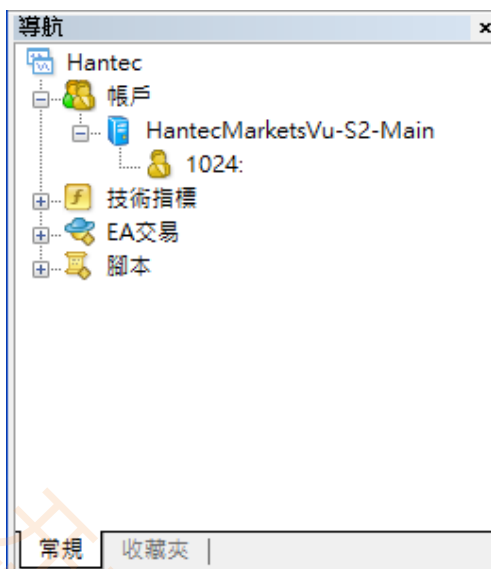 導航
Hantec
帳戶
HantecMarketsVu-S2-Main
1024:
技術指標
EA交易
腳本
常規 收藏夾